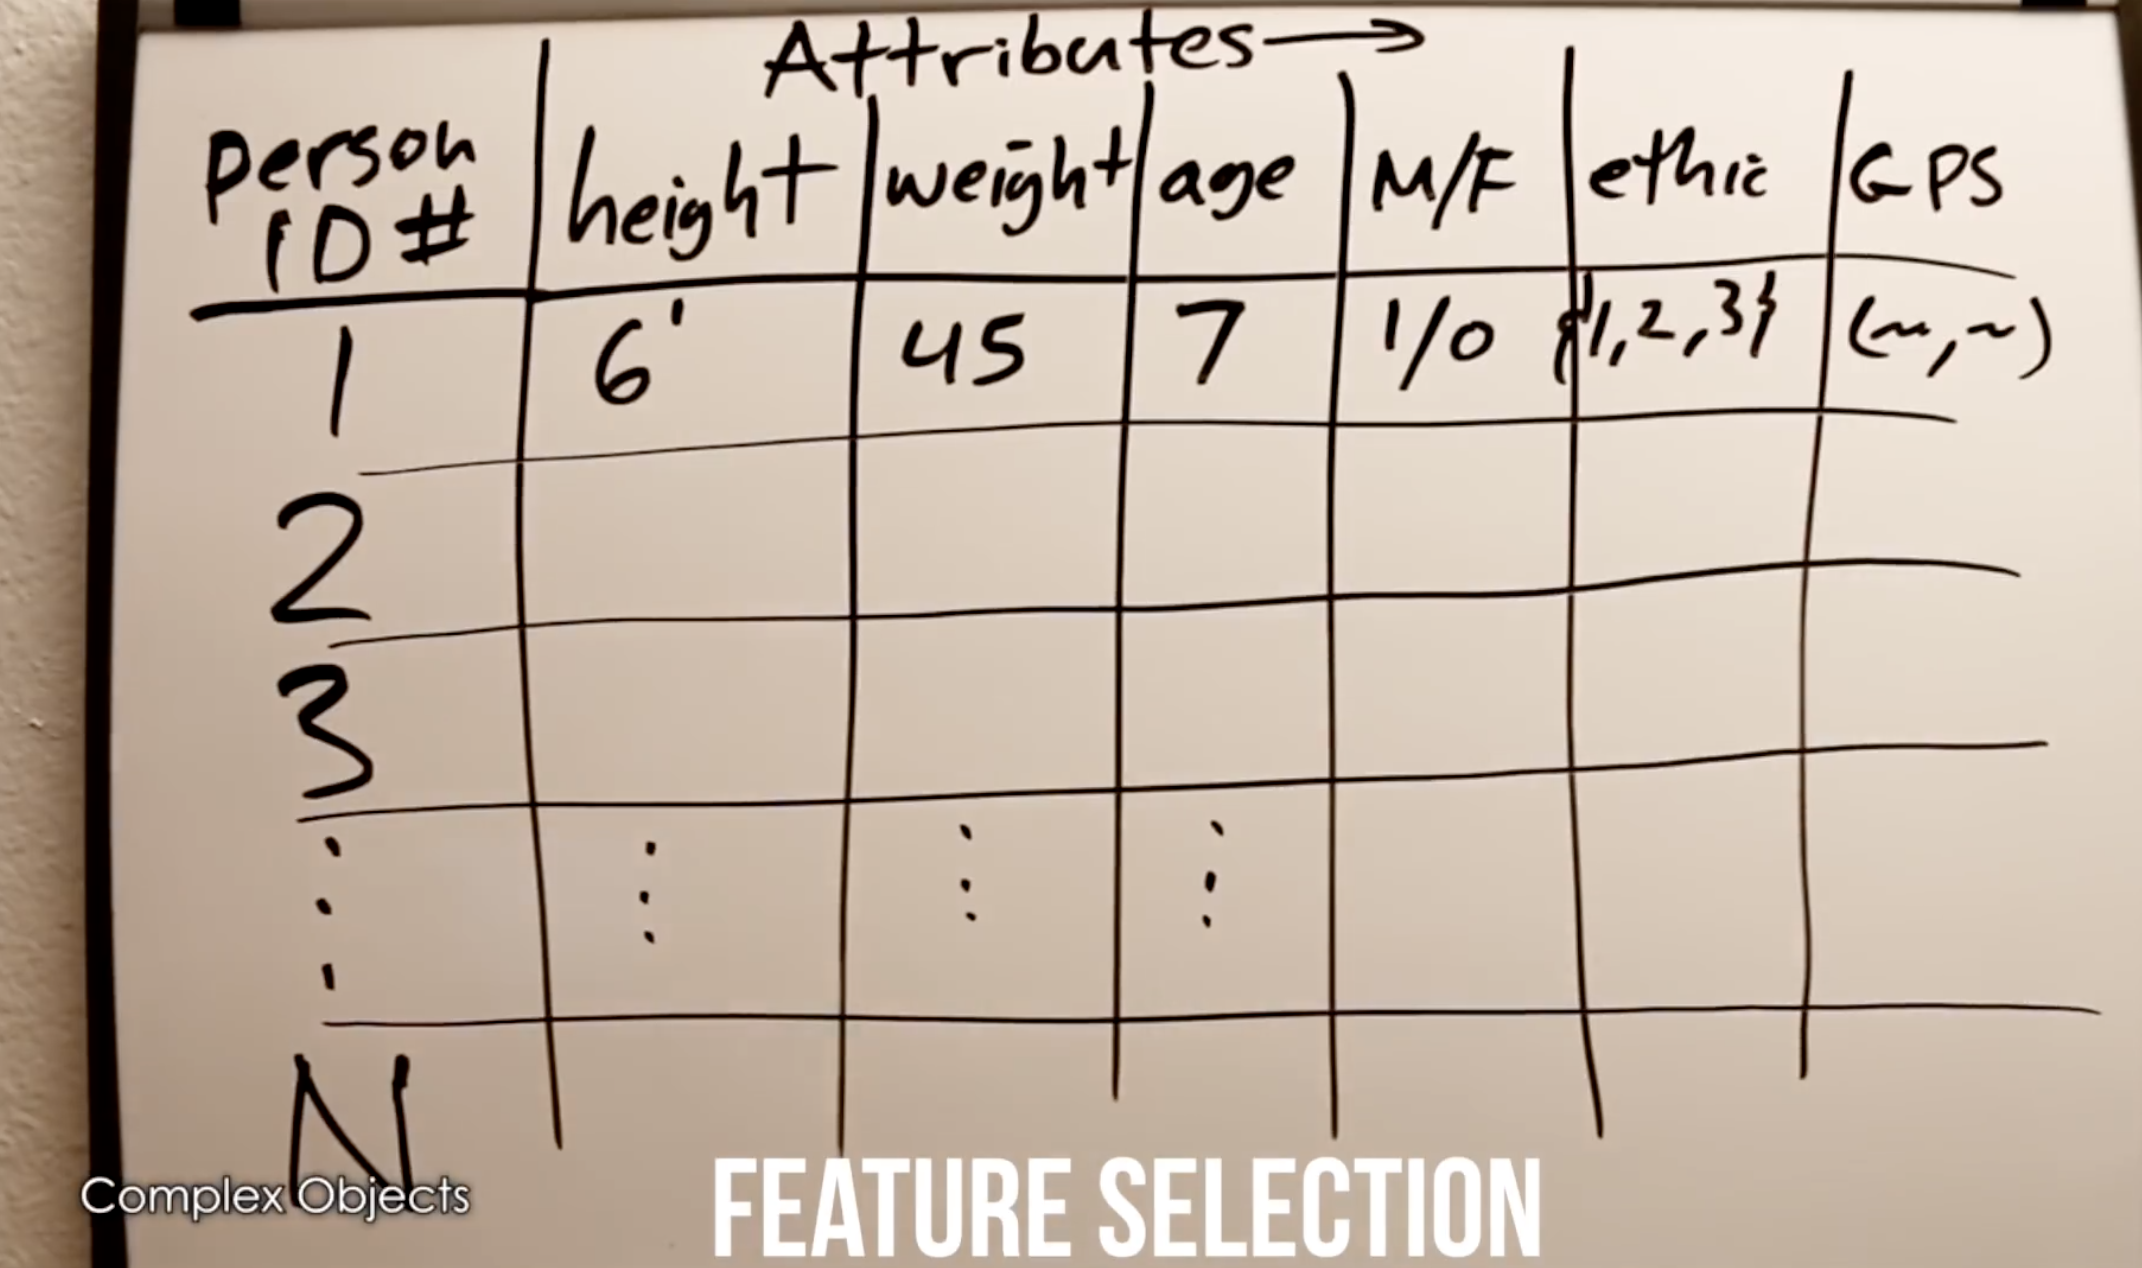 Attributes →
person ID # height weight age M/F ethic GPS
1 6' 45 7 1/0 {1,2,3} (~,~)
2
3
N
Complex Objects
FEATURE SELECTION